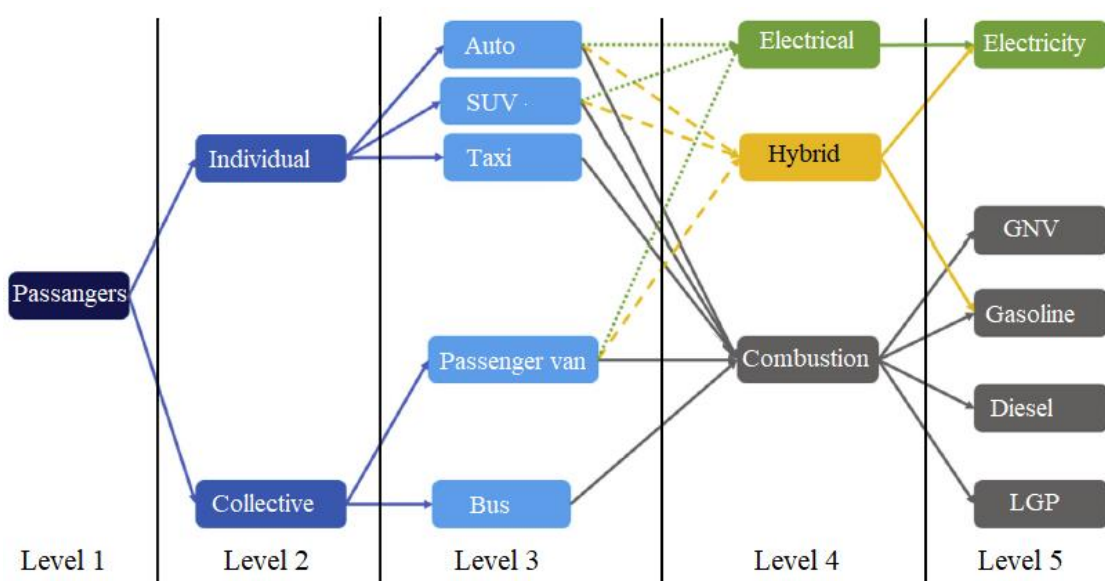 Passangers
Individual
Collective
Auto
SUV
Taxi
Passenger van
Bus
Electrical
Hybrid
Combustion
Electricity
GNV
Gasoline
Diesel
LGP
Level 1
Level 2
Level 3
Level 4
Level 5